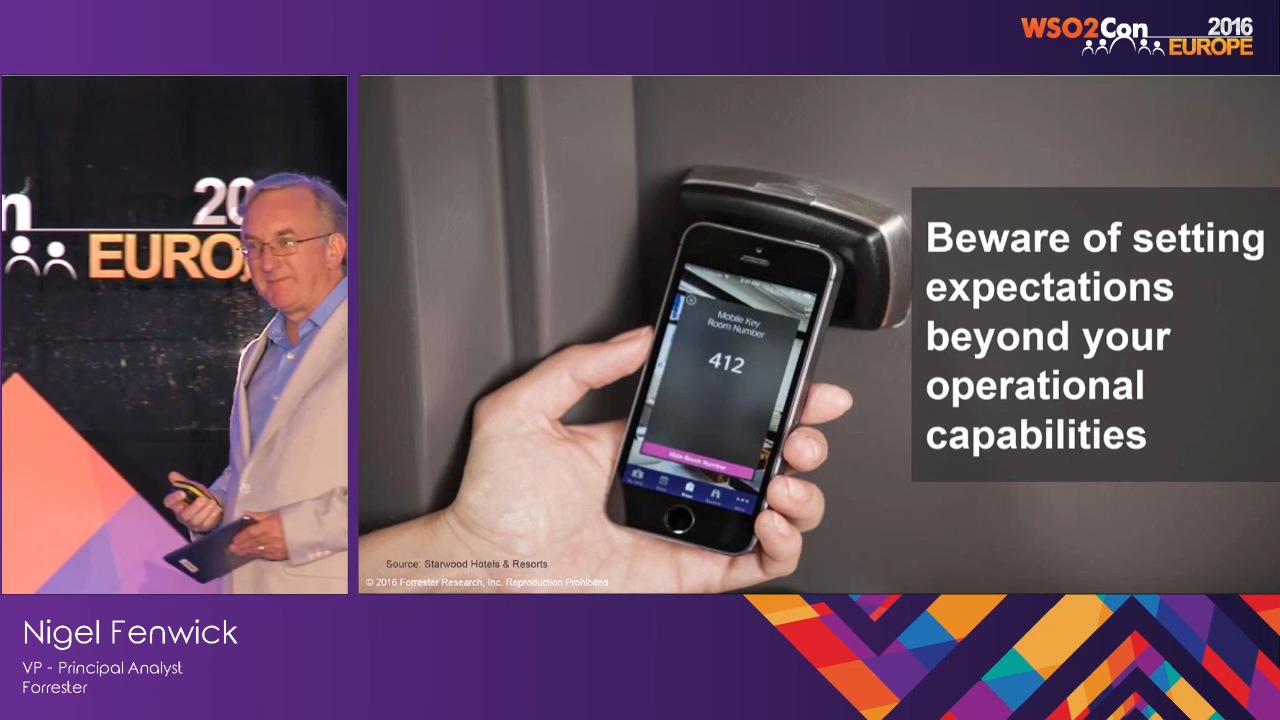 WSO2Con 2016
EUROPE
n 20
EURO
Mobile Key
Room Number
412
Hide Room Number
Beware of setting
expectations
beyond your
operational
capabilities
Source: Starwood Hotels & Resorts
© 2016 Forrester Research, Inc. Reproduction Prohibited
Nigel Fenwick
VP - Principal Analyst
Forrester